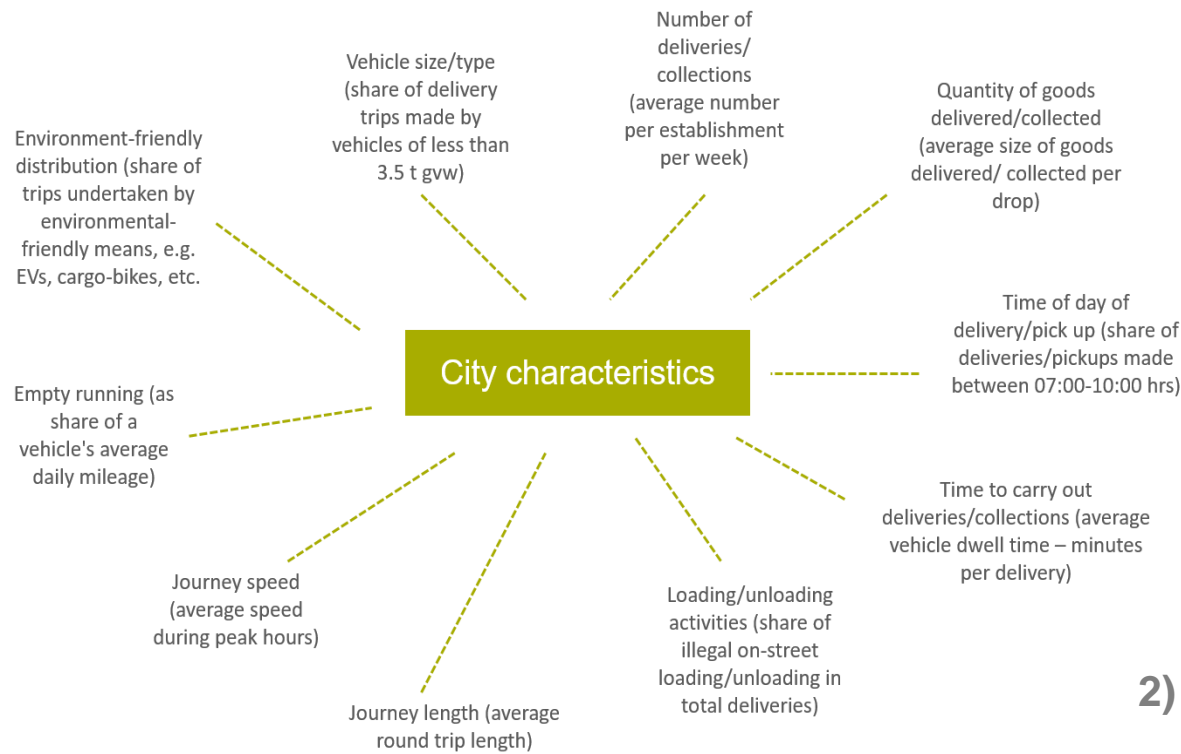 Number of
deliveries/
collections
(average number
per establishment
per week)
Vehicle size/type
(share of delivery
trips made by
vehicles of less than
3.5 t gvw)
Quantity of goods
delivered/collected
(average size of goods
delivered/ collected per
drop)
Environment-friendly
distribution (share of
trips undertaken by
environmental-
friendly means, e.g.
EVs, cargo-bikes, etc.
City characteristics
Time of day of
delivery/pick up (share of
deliveries/pickups made
between 07:00-10:00 hrs)
Empty running (as
share of a
vehicle's average
daily mileage)
Time to carry out
deliveries/collections (average
vehicle dwell time – minutes
per delivery)
Journey speed
(average speed
during peak hours)
Loading/unloading
activities (share of
illegal on-street
loading/unloading in
total deliveries)
Journey length (average
round trip length)
2)